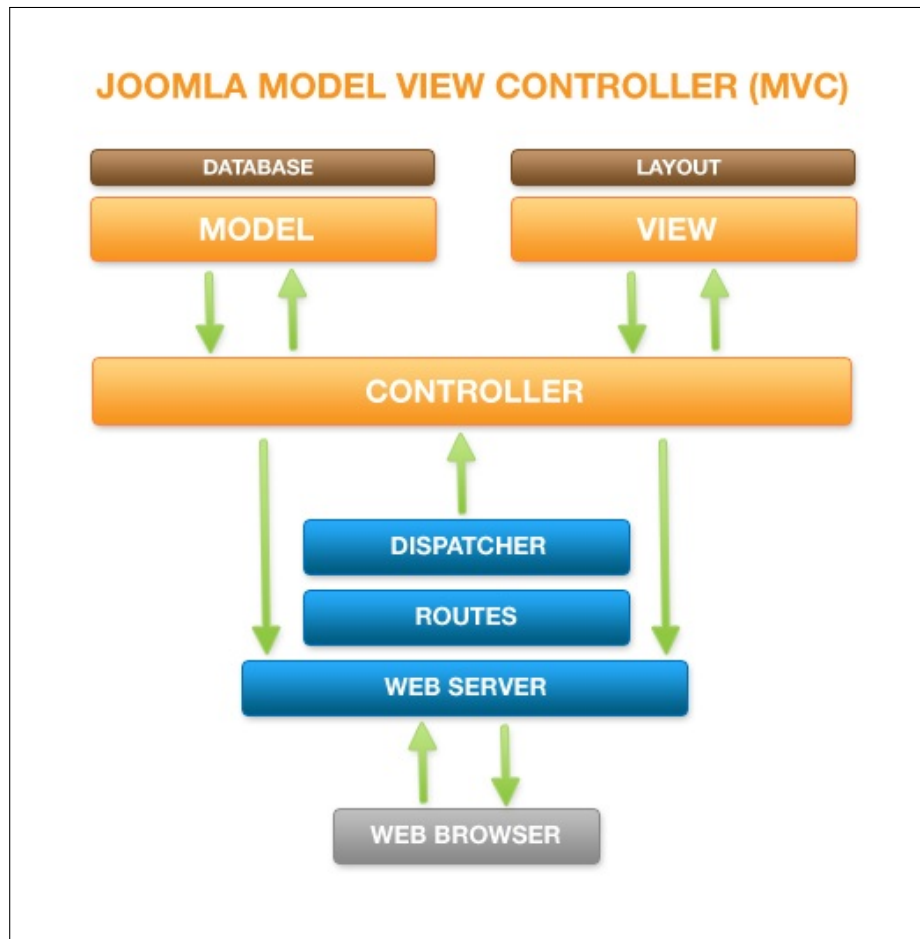 JOOMLA MODEL VIEW CONTROLLER (MVC)
DATABASE
MODEL
LAYOUT
VIEW
CONTROLLER
DISPATCHER
ROUTES
WEB SERVER
WEB BROWSER